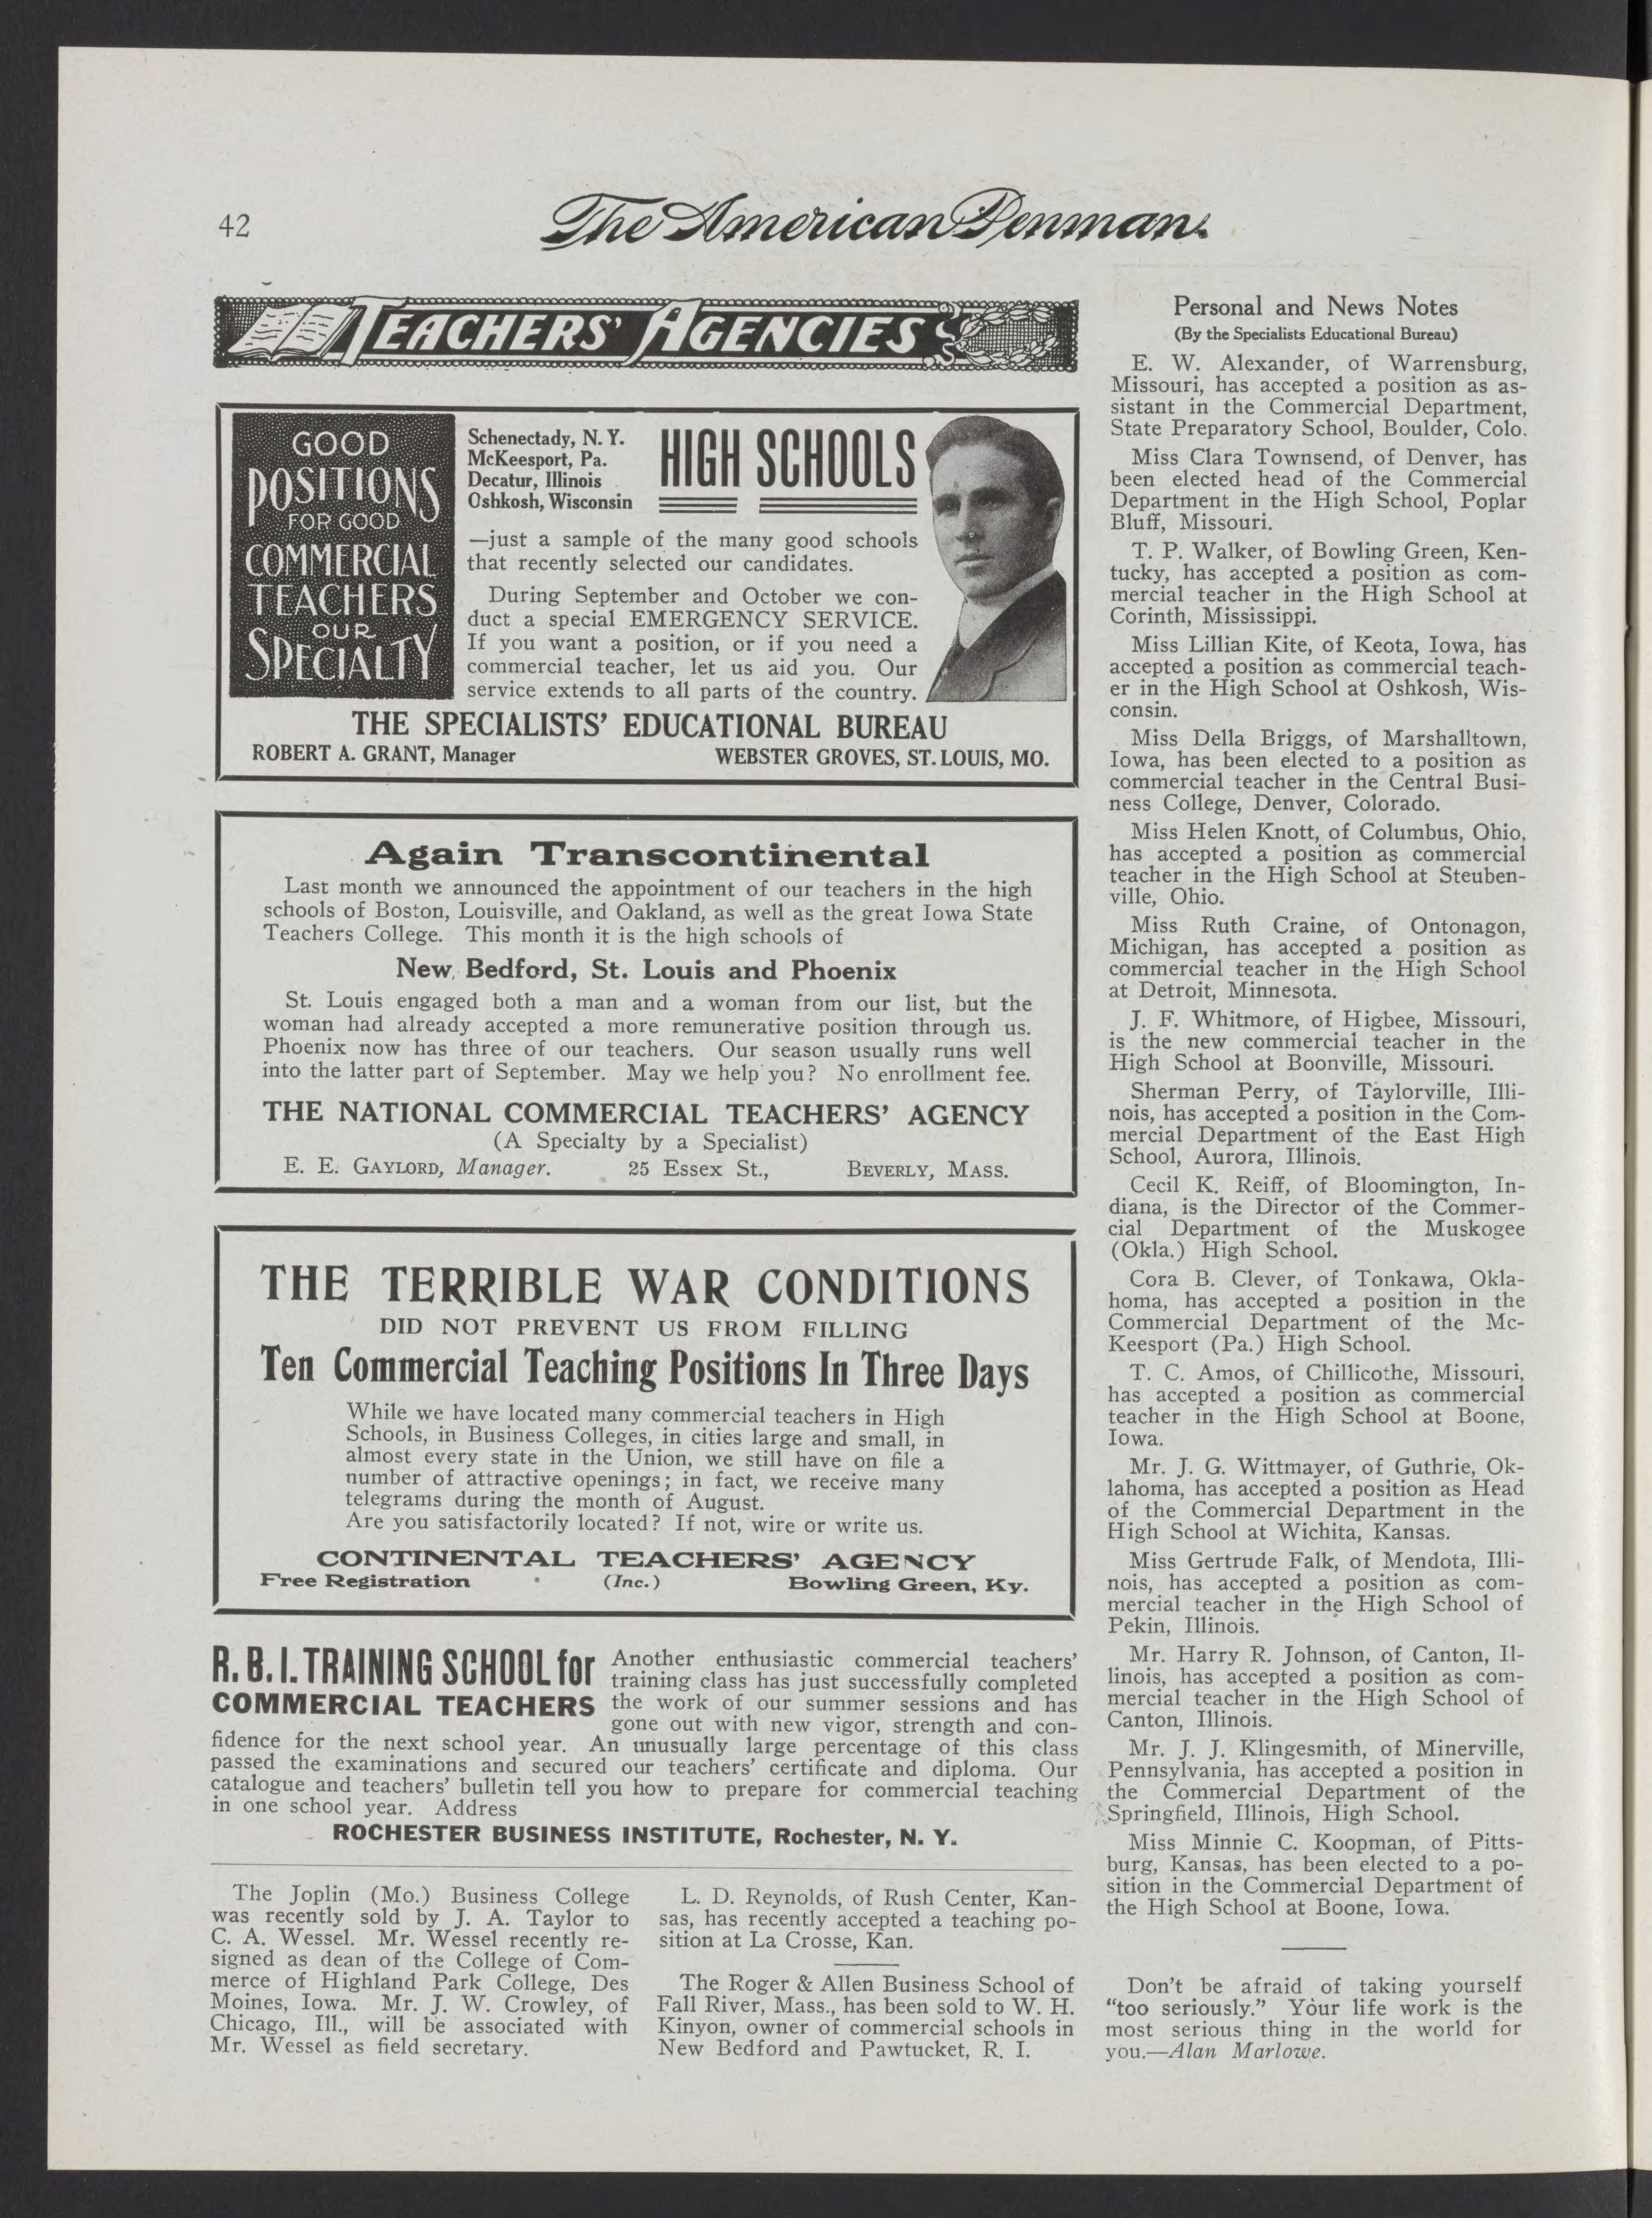 42
The American Penman
TEACHERS' AGENCIES
GOOD
POSITIONS
FOR GOOD
COMMERCIAL
TEACHERS
OUR
SPECIALTY
Schenectady, N. Y.
McKeesport, Pa.
Decatur, Illinois
Oshkosh, Wisconsin
HIGH SCHOOLS
—just a sample of the many good schools
that recently selected our candidates.
During September and October we con-
duct a special EMERGENCY SERVICE.
If you want a position, or if you need a
commercial teacher, let us aid you. Our
service extends to all parts of the country.
THE SPECIALISTS' EDUCATIONAL BUREAU
ROBERT A. GRANT, Manager WEBSTER GROVES, ST. LOUIS, MO.
Again Transcontinental
Last month we announced the appointment of our teachers in the high
schools of Boston, Louisville, and Oakland, as well as the great Iowa State
Teachers College. This month it is the high schools of
New Bedford, St. Louis and Phoenix
St. Louis engaged both a man and a woman from our list, but the
woman had already accepted a more remunerative position through us.
Phoenix now has three of our teachers. Our season usually runs well
into the latter part of September. May we help you? No enrollment fee.
THE NATIONAL COMMERCIAL TEACHERS' AGENCY
(A Specialty by a Specialist)
E. E. GAYLORD, Manager. 25 Essex St., BEVERLY, MASS.
THE TERRIBLE WAR CONDITIONS
DID NOT PREVENT US FROM FILLING
Ten Commercial Teaching Positions In Three Days
While we have located many commercial teachers in High
Schools, in Business Colleges, in cities large and small, in
almost every state in the Union, we still have on file a
number of attractive openings; in fact, we receive many
telegrams during the month of August.
Are you satisfactorily located? If not, wire or write us.
CONTINENTAL TEACHERS' AGENCY
Free Registration (Inc.) Bowling Green, Ky.
R. B. I. TRAINING SCHOOL for
COMMERCIAL TEACHERS
Another enthusiastic commercial teachers'
training class has just successfully completed
the work of our summer sessions and has
gone out with new vigor, strength and con-
fidence for the next school year. An unusually large percentage of this class
passed the examinations and secured our teachers' certificate and diploma. Our
catalogue and teachers' bulletin tell you how to prepare for commercial teaching
in one school year. Address
ROCHESTER BUSINESS INSTITUTE, Rochester, N. Y.
The Joplin (Mo.) Business College
was recently sold by J. A. Taylor to
C. A. Wessel. Mr. Wessel recently re-
signed as dean of the College of Com-
merce of Highland Park College, Des
Moines, Iowa. Mr. J. W. Crowley, of
Chicago, Ill., will be associated with
Mr. Wessel as field secretary.
L. D. Reynolds, of Rush Center, Kan-
sas, has recently accepted a teaching po-
sition at La Crosse, Kan.
The Roger & Allen Business School of
Fall River, Mass., has been sold to W. H.
Kinyon, owner of commercial schools in
New Bedford and Pawtucket, R. I.
Personal and News Notes
(By the Specialists Educational Bureau)
E. W. Alexander, of Warrensburg,
Missouri, has accepted a position as as-
sistant in the Commercial Department,
State Preparatory School, Boulder, Colo.
Miss Clara Townsend, of Denver, has
been elected head of the Commercial
Department in the High School, Poplar
Bluff, Missouri.
T. P. Walker, of Bowling Green, Ken-
tucky, has accepted a position as com-
mercial teacher in the High School at
Corinth, Mississippi.
Miss Lillian Kite, of Keota, Iowa, has
accepted a position as commercial teach-
er in the High School at Oshkosh, Wis-
consin.
Miss Della Briggs, of Marshalltown,
Iowa, has been elected to a position as
commercial teacher in the Central Busi-
ness College, Denver, Colorado.
Miss Helen Knott, of Columbus, Ohio,
has accepted a position as commercial
teacher in the High School at Steuben-
ville, Ohio.
Miss Ruth Craine, of Ontonagon,
Michigan, has accepted a position as
commercial teacher in the High School
at Detroit, Minnesota.
J. F. Whitmore, of Higbee, Missouri,
is the new commercial teacher in the
High School at Boonville, Missouri.
Sherman Perry, of Taylorville, Illi-
nois, has accepted a position in the Com-
mercial Department of the East High
School, Aurora, Illinois.
Cecil K. Reiff, of Bloomington, In-
diana, is the Director of the Commer-
cial Department of the Muskogee
(Okla.) High School.
Cora B. Clever, of Tonkawa, Okla-
homa, has accepted a position in the
Commercial Department of the Mc-
Keesport (Pa.) High School.
T. C. Amos, of Chillicothe, Missouri,
has accepted a position as commercial
teacher in the High School at Boone,
Iowa.
Mr. J. G. Wittmayer, of Guthrie, Ok-
lahoma, has accepted a position as Head
of the Commercial Department in the
High School at Wichita, Kansas.
Miss Gertrude Falk, of Mendota, Illi-
nois, has accepted a position as com-
mercial teacher in the High School of
Pekin, Illinois.
Mr. Harry R. Johnson, of Canton, Il-
linois, has accepted a position as com-
mercial teacher in the High School of
Canton, Illinois.
Mr. J. J. Klingesmith, of Minerville,
Pennsylvania, has accepted a position in
the Commercial Department of the
Springfield, Illinois, High School.
Miss Minnie C. Koopman, of Pitts-
burg, Kansas, has been elected to a po-
sition in the Commercial Department of
the High School at Boone, Iowa.
Don't be afraid of taking yourself
"too seriously." Your life work is the
most serious thing in the world for
you.—Alan Marlowe.